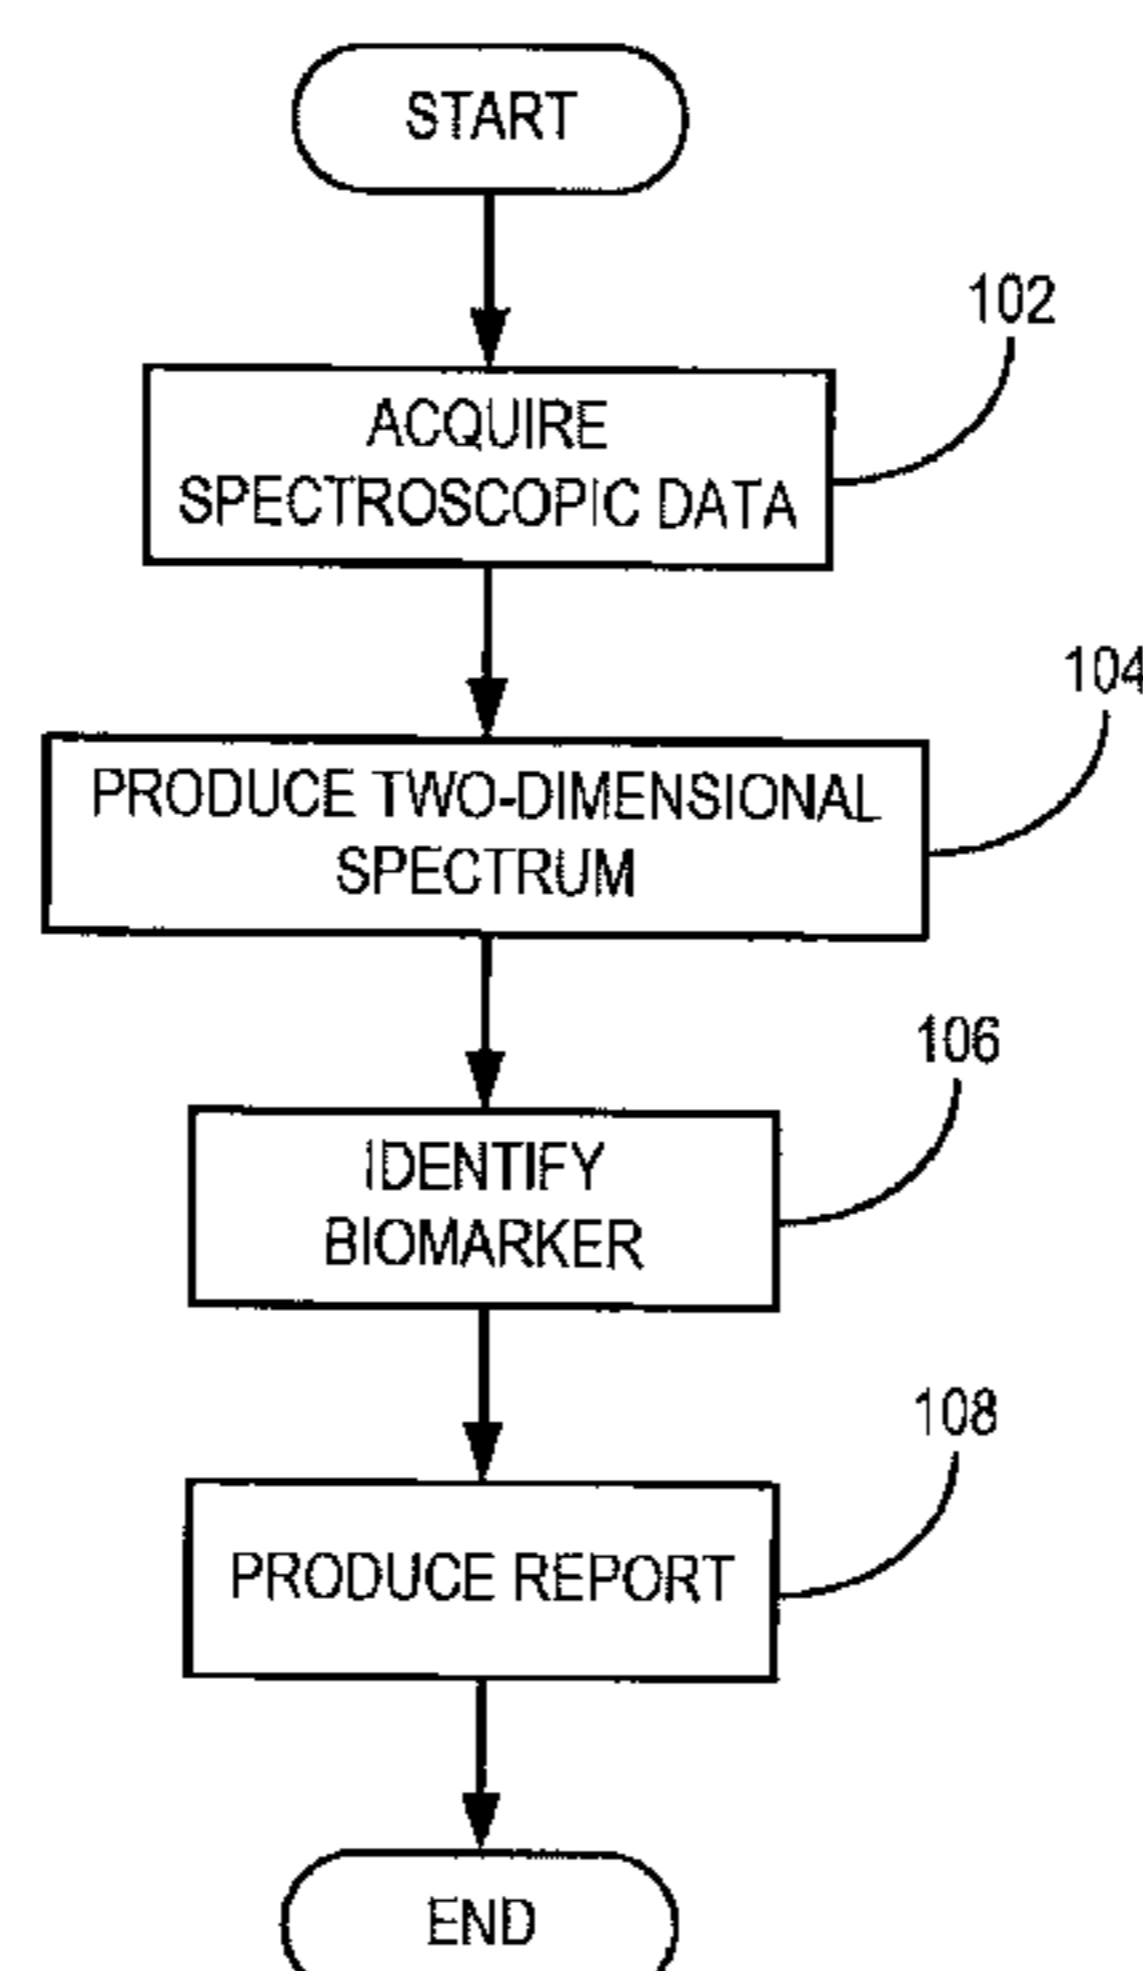 START
102
ACQUIRE
SPECTROSCOPIC DATA
104
PRODUCE TWO-DIMENSIONAL
SPECTRUM
106
IDENTIFY
BIOMARKER
108
PRODUCE REPORT
END